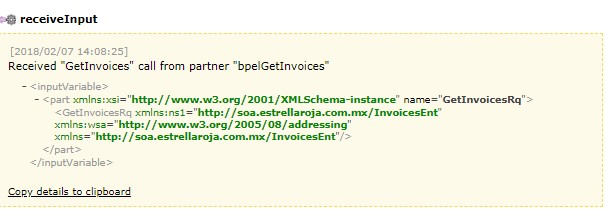 receiveInput
[2018/02/07 14:08:25]
Received "GetInvoices" call from partner "bpelGetInvoices"
- <inputVariable>
- <part xmlns:xsi="http://www.w3.org/2001/XMLSchema-instance" name="GetInvoicesRq">
<GetInvoicesRq xmlns:ns1="http://soa.estrellaroja.com.mx/InvoicesEnt"
xmlns:wsa="http://www.w3.org/2005/08/addressing"
xmlns="http://soa.estrellaroja.com.mx/InvoicesEnt"/>
</part>
</inputVariable>
Copy details to clipboard